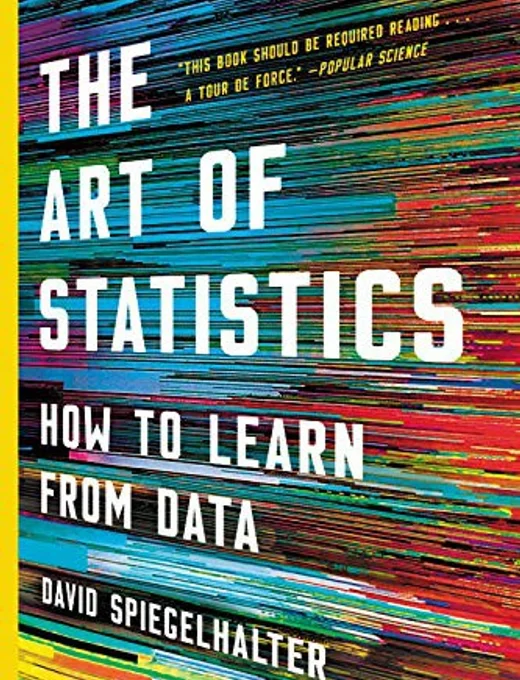 "THIS BOOK SHOULD BE REQUIRED READING . . .
A TOUR DE FORCE." —POPULAR SCIENCE
THE
ART OF
STATISTICS
HOW TO LEARN
FROM DATA
DAVID SPIEGELHALTER